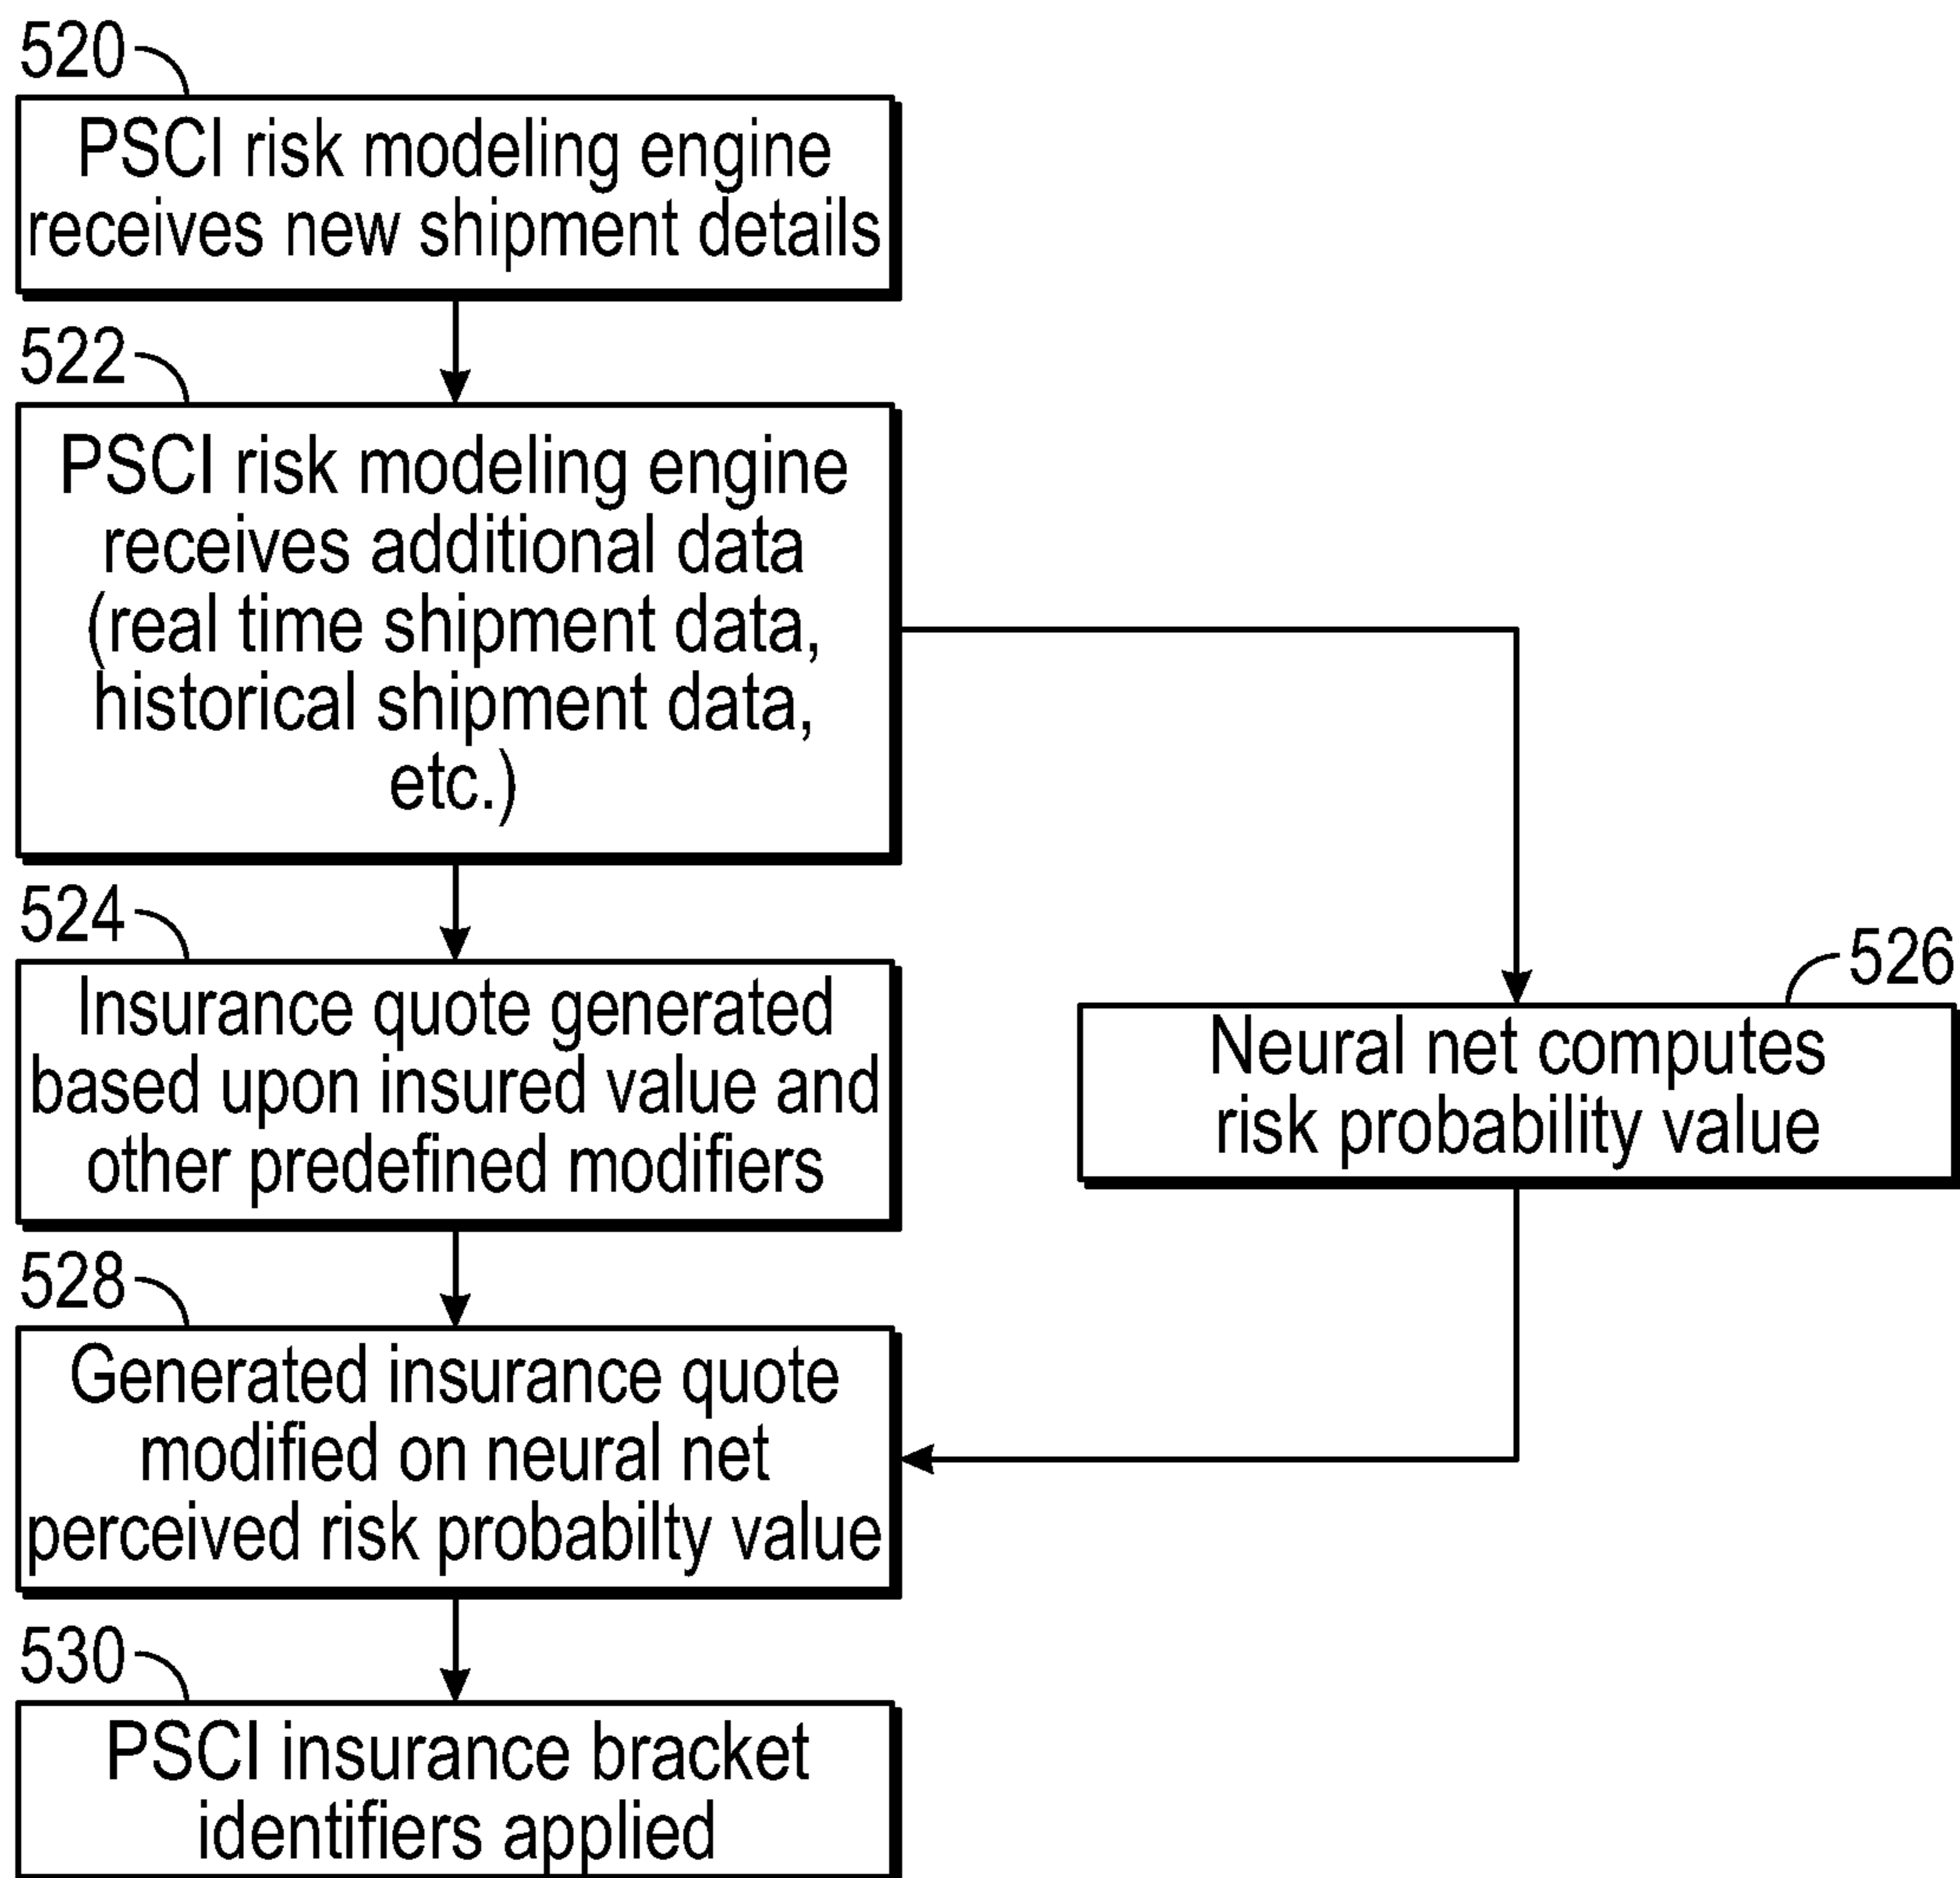 520
PSCI risk modeling engine
receives new shipment details
522
PSCI risk modeling engine
receives additional data
(real time shipment data,
historical shipment data,
etc.)
524
Insurance quote generated
based upon insured value and
other predefined modifiers
526
Neural net computes
risk probability value
528
Generated insurance quote
modified on neural net
perceived risk probabilty value
530
PSCI insurance bracket
identifiers applied